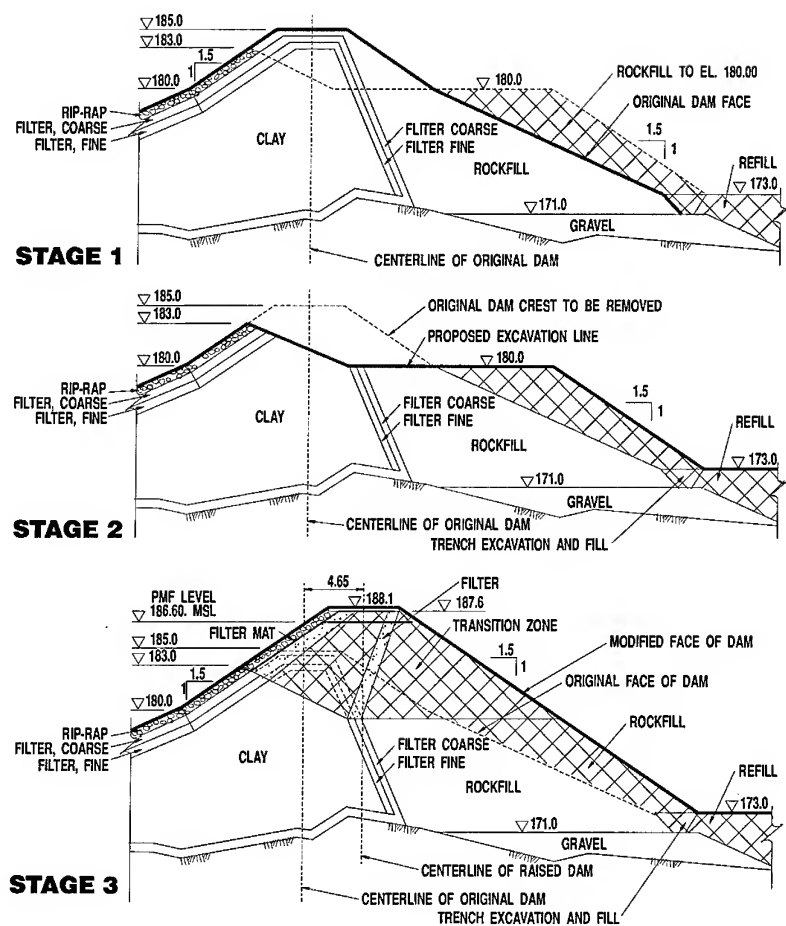 185.0
183.0
1.5
1
180.0
180.0
ROCKFILL TO EL. 180.00
ORIGINAL DAM FACE
RIP-RAP
FILTER, COARSE
FILTER, FINE
CLAY
FLITER COARSE
FILTER FINE
ROCKFILL
1.5
1
REFILL
173.0
171.0
GRAVEL
STAGE 1
CENTERLINE OF ORIGINAL DAM
185.0
183.0
ORIGINAL DAM CREST TO BE REMOVED
PROPOSED EXCAVATION LINE
180.0
180.0
RIP-RAP
FILTER, COARSE
FILTER, FINE
CLAY
FILTER COARSE
FILTER FINE
ROCKFILL
1.5
1
REFILL
173.0
171.0
GRAVEL
STAGE 2
CENTERLINE OF ORIGINAL DAM
TRENCH EXCAVATION AND FILL
4.65
FILTER
PMF LEVEL
186.60. MSL
188.1
187.6
FILTER MAT
TRANSITION ZONE
185.0
183.0
1.5
1
MODIFIED FACE OF DAM
1.5
1
ORIGINAL FACE OF DAM
180.0
ROCKFILL
RIP-RAP
FILTER, COARSE
FILTER, FINE
CLAY
FILTER COARSE
FILTER FINE
ROCKFILL
REFILL
173.0
171.0
GRAVEL
STAGE 3
CENTERLINE OF RAISED DAM
CENTERLINE OF ORIGINAL DAM
TRENCH EXCAVATION AND FILL